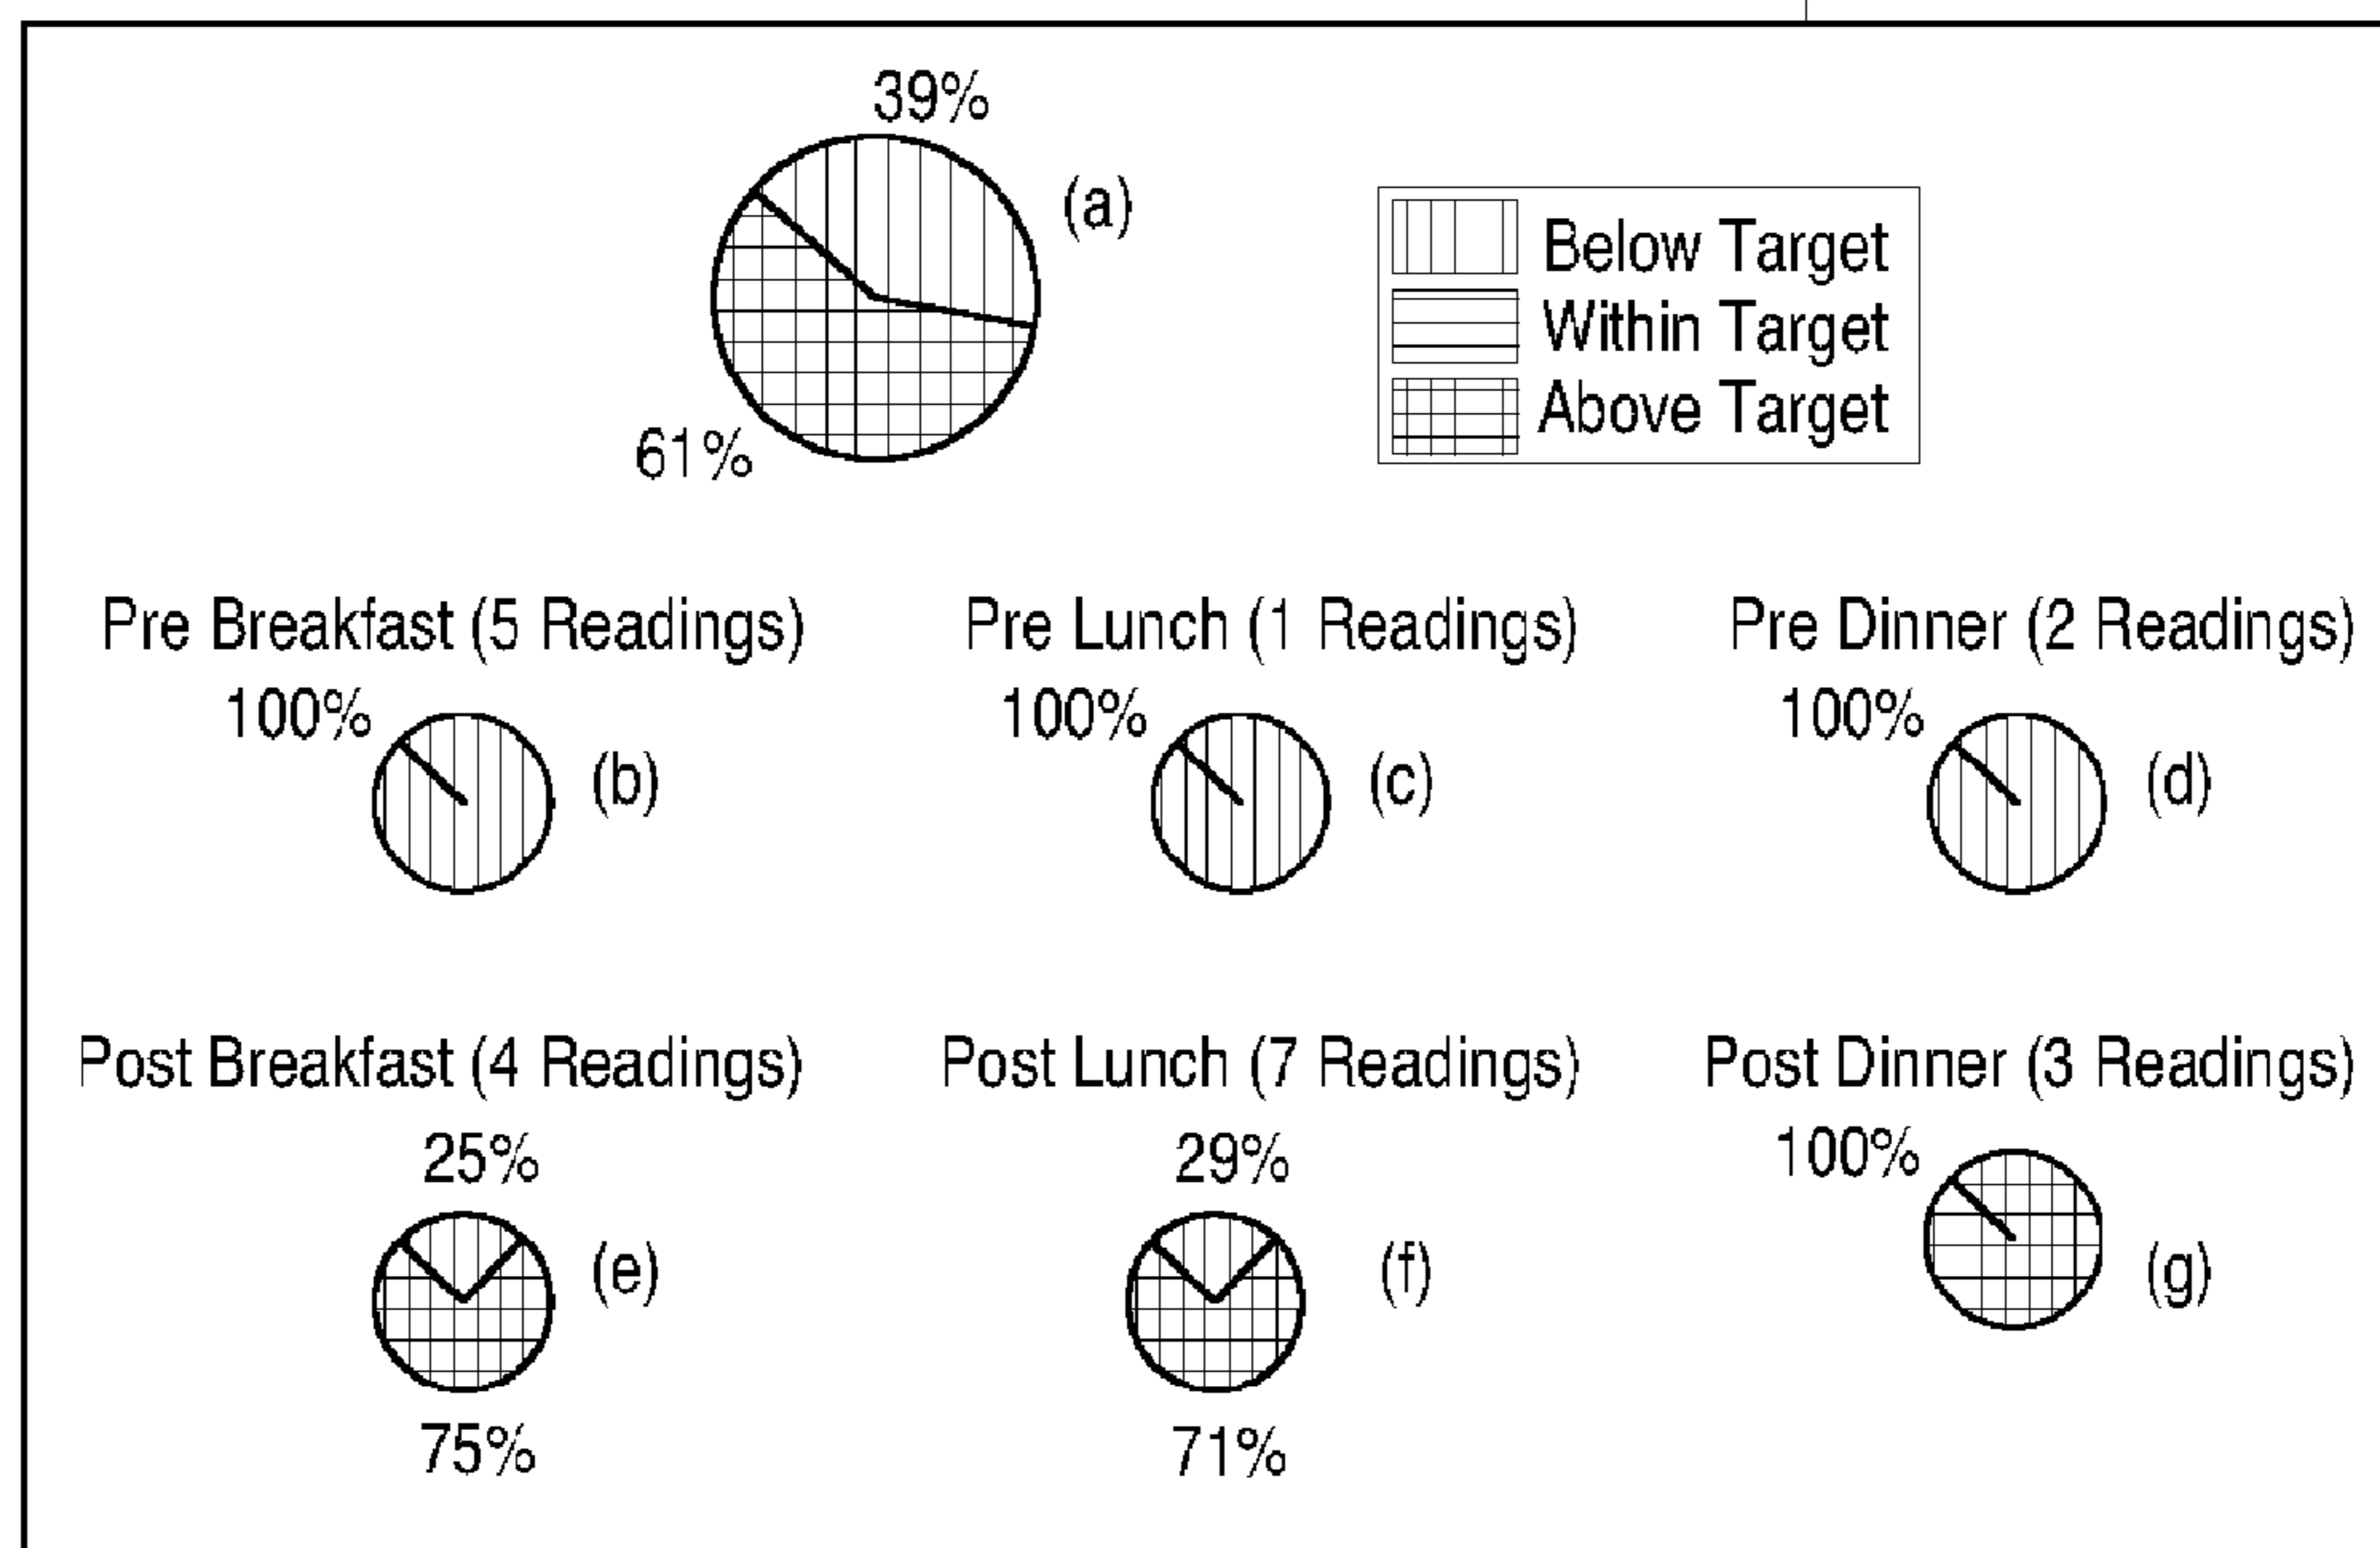 39%
(a)
61%
Below Target
Within Target
Above Target
Pre Breakfast (5 Readings)
100%
(b)
Pre Lunch (1 Readings)
100%
(c)
Pre Dinner (2 Readings)
100%
(d)
Post Breakfast (4 Readings)
25%
(e)
75%
Post Lunch (7 Readings)
29%
(f)
71%
Post Dinner (3 Readings)
100%
(g)